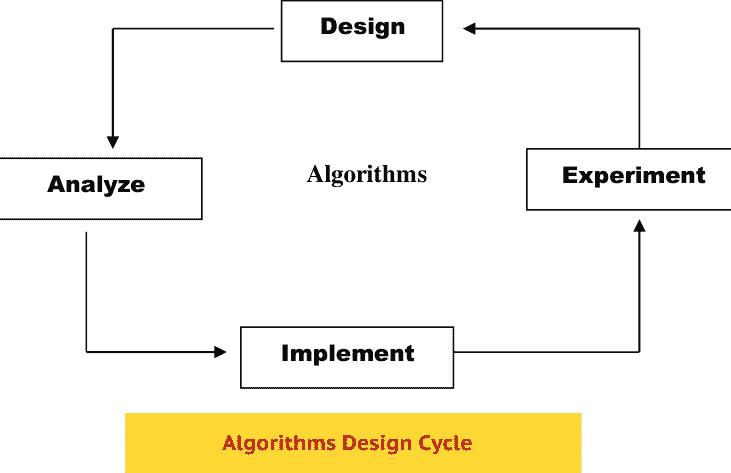 Design
Analyze
Algorithms
Experiment
Implement
Algorithms Design Cycle